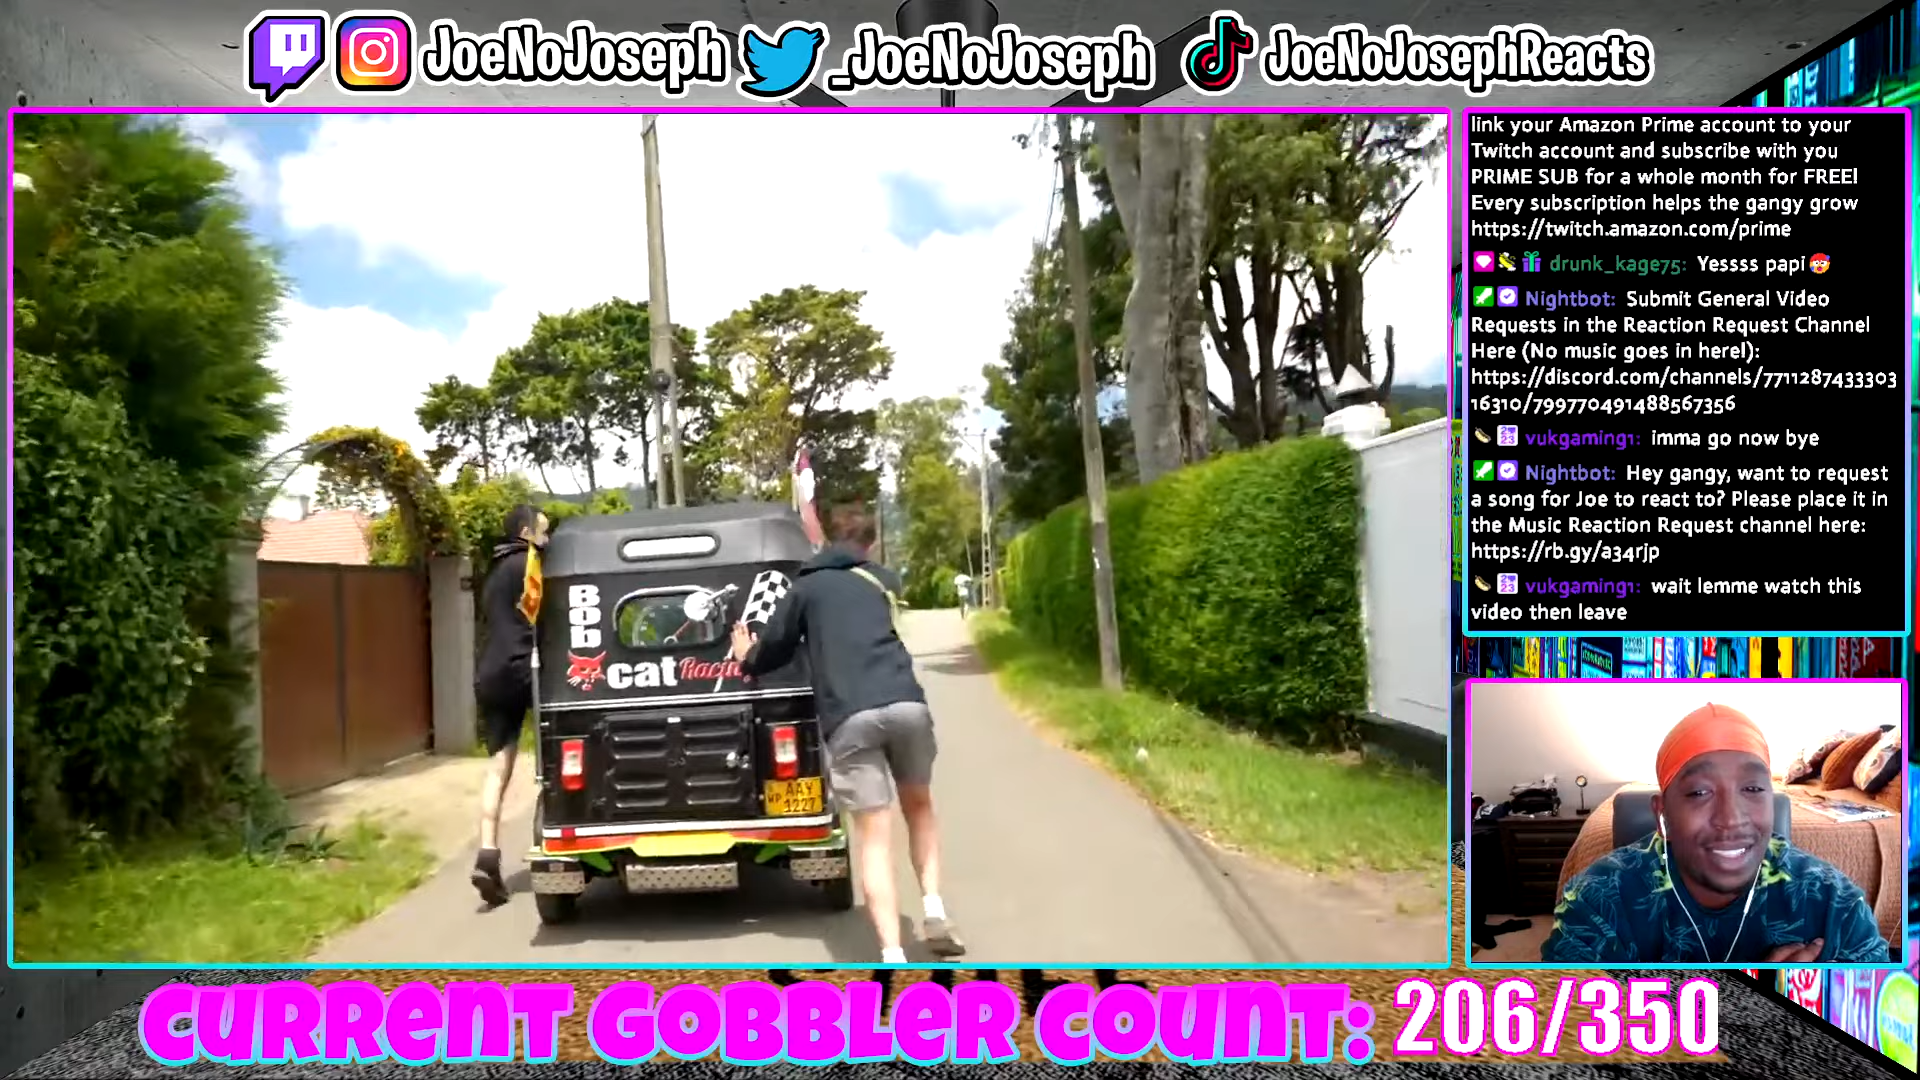 JoeNoJoseph _JoeNoJoseph JoeNoJosephReacts
link your Amazon Prime account to your
Twitch account and subscribe with you
PRIME SUB for a whole month for FREE!
Every subscription helps the gangy grow
https://twitch.amazon.com/prime
drunk_kage75: Yessss papi
Nightbot: Submit General Video
Requests in the Reaction Request Channel
Here (No music goes in here!):
https://discord.com/channels/7711287433303
16310/799770491488567356
vukgaming1: imma go now bye
Nightbot: Hey gangy, want to request
a song for Joe to react to? Please place it in
the Music Reaction Request channel here:
https://rb.gy/a34rjp
vukgaming1: wait lemme watch this
video then leave
Bob
cat Racin
WP AAY
1227
CURRENT GOBBLER COUNT: 206/350